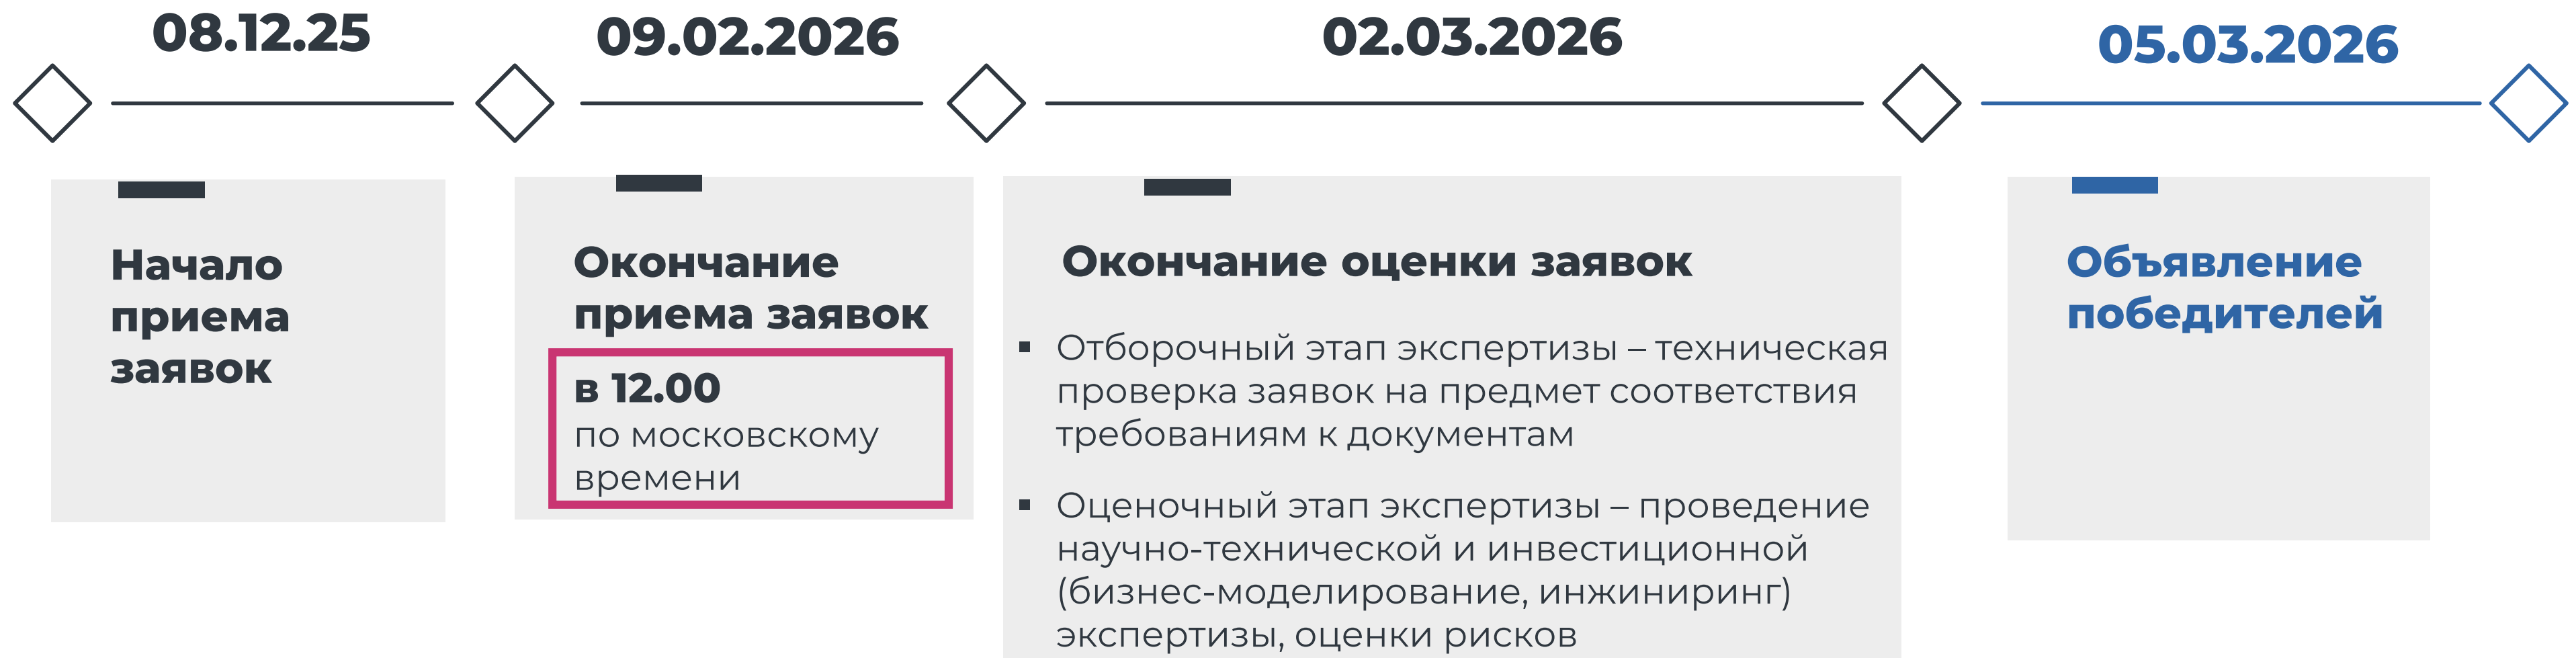 08.12.25
09.02.2026
02.03.2026
05.03.2026
Начало
приема
заявок
Окончание
приема заявок
в 12.00
по московскому
времени
Окончание оценки заявок
▪ Отборочный этап экспертизы – техническая
проверка заявок на предмет соответствия
требованиям к документам
▪ Оценочный этап экспертизы – проведение
научно-технической и инвестиционной
(бизнес-моделирование, инжиниринг)
экспертизы, оценки рисков
Объявление
победителей